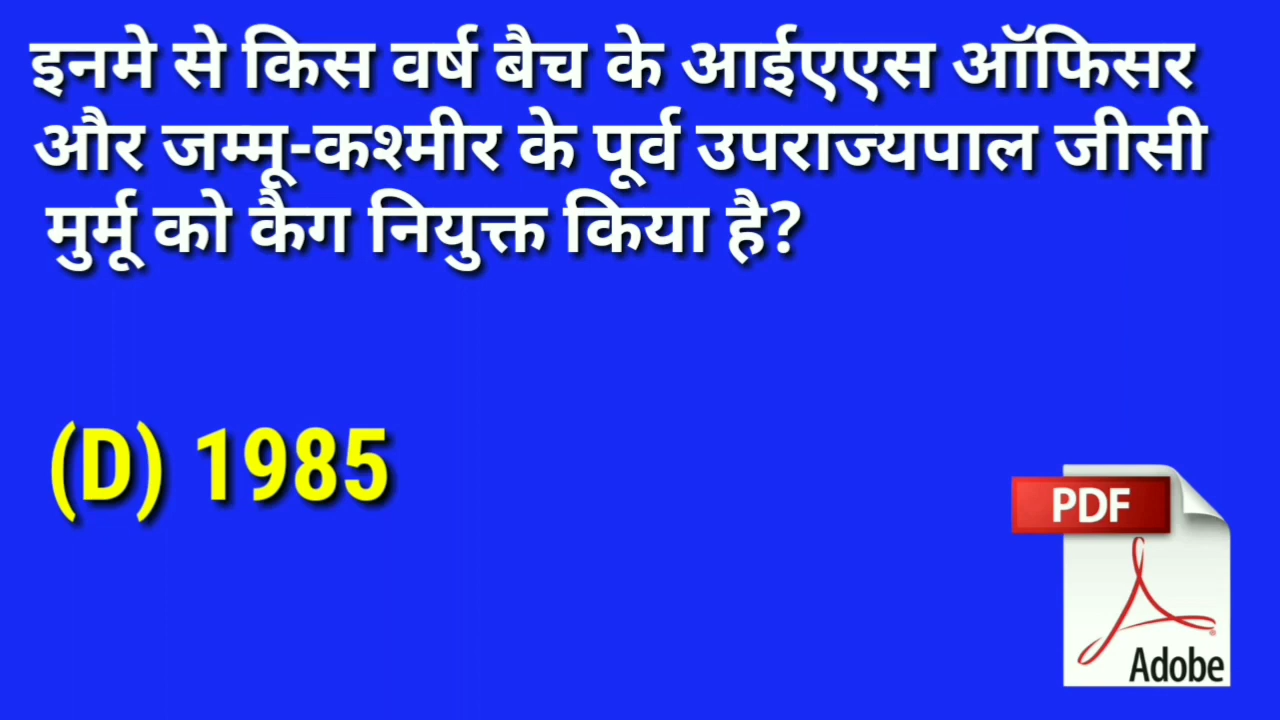 इनमे से किस वर्ष बैच के आईएएस ऑफिसर
और जम्मू-कश्मीर के पूर्व उपराज्यपाल जीसी
मुर्मू को कैग नियुक्त किया है?
(D) 1985
PDF
Adobe